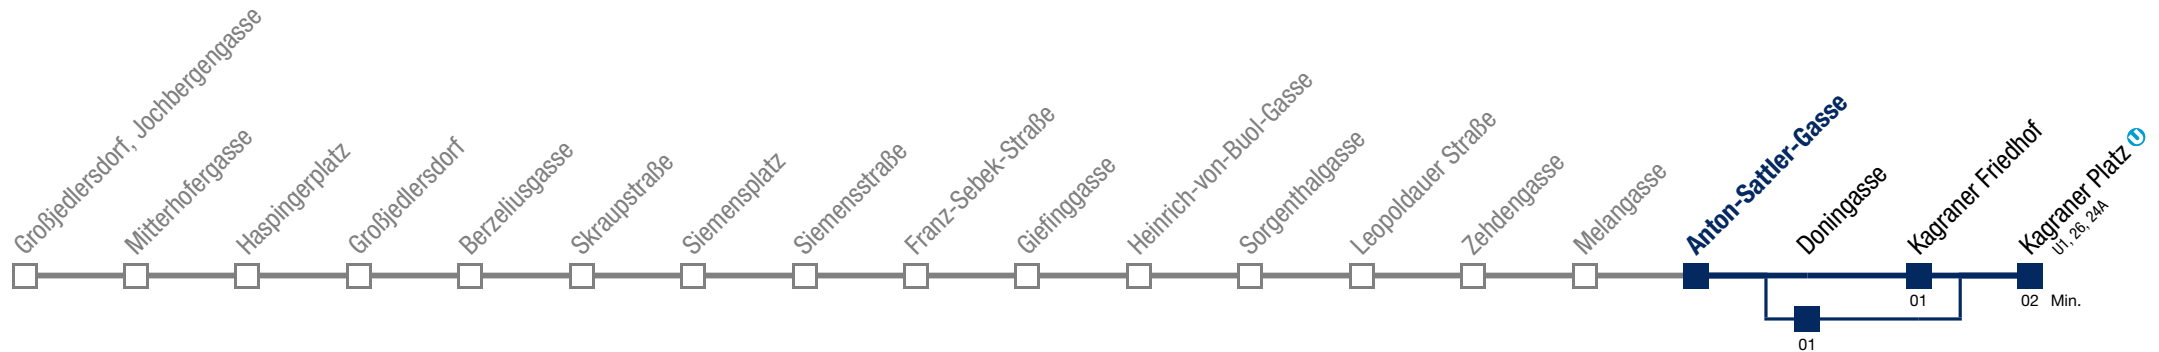 Großjedlersdorf, Jochbergengasse
Mitterhofergasse
Haspingerplatz
Großjedlersdorf
Berzeliusgasse
Skraupstraße
Siemensplatz
Siemensstraße
Franz-Sebek-Straße
Giefinggasse
Heinrich-von-Buol-Gasse
Sorgenthalgasse
Leopoldauer Straße
Zehdengasse
Melangasse
Anton-Sattler-Gasse
Doningasse
Kagraner Friedhof
Kagraner Platz U
U1, 26, 24A
01
02 Min.
01